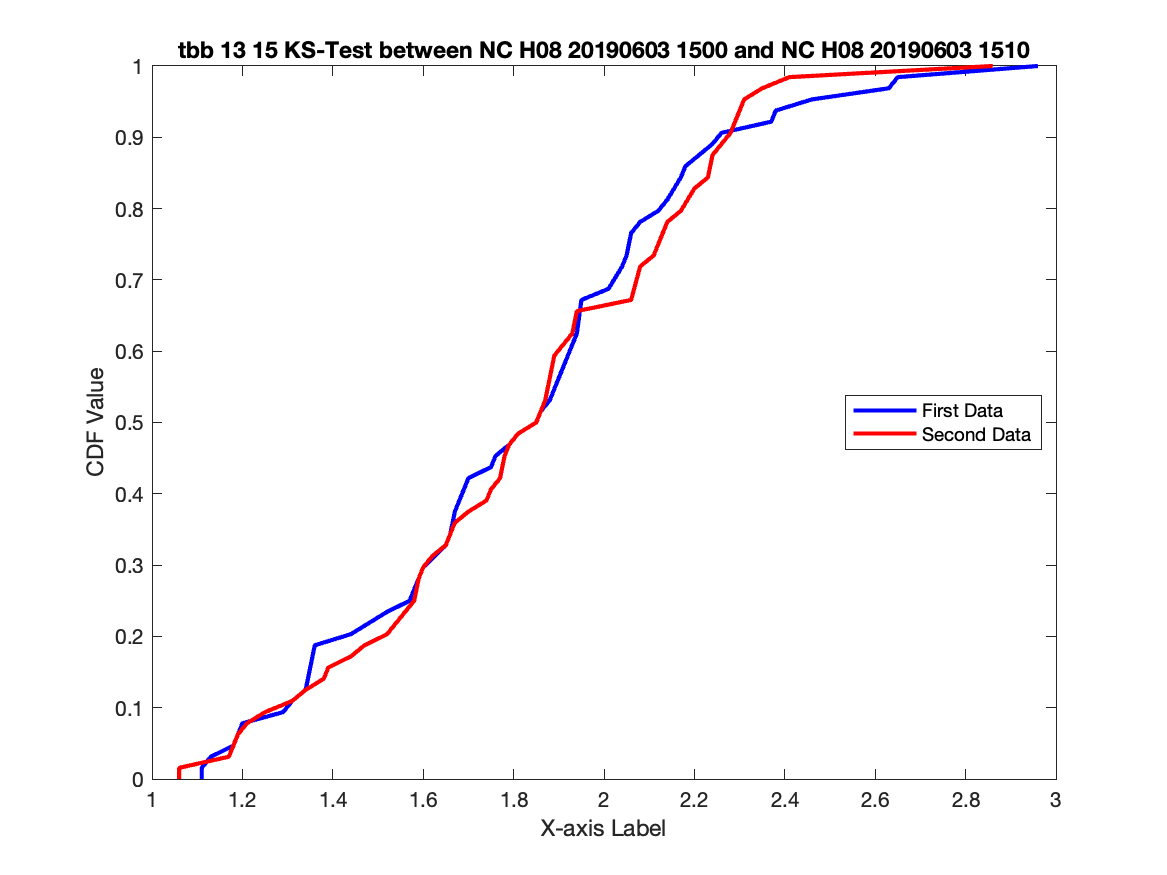 tbb 13 15 KS-Test between NC H08 20190603 1500 and NC H08 20190603 1510
1
0.9
0.8
0.7
0.6
0.5
0.4
0.3
0.2
0.1
0
CDF Value
First Data
Second Data
1 1.2 1.4 1.6 1.8 2 2.2 2.4 2.6 2.8 3
X-axis Label